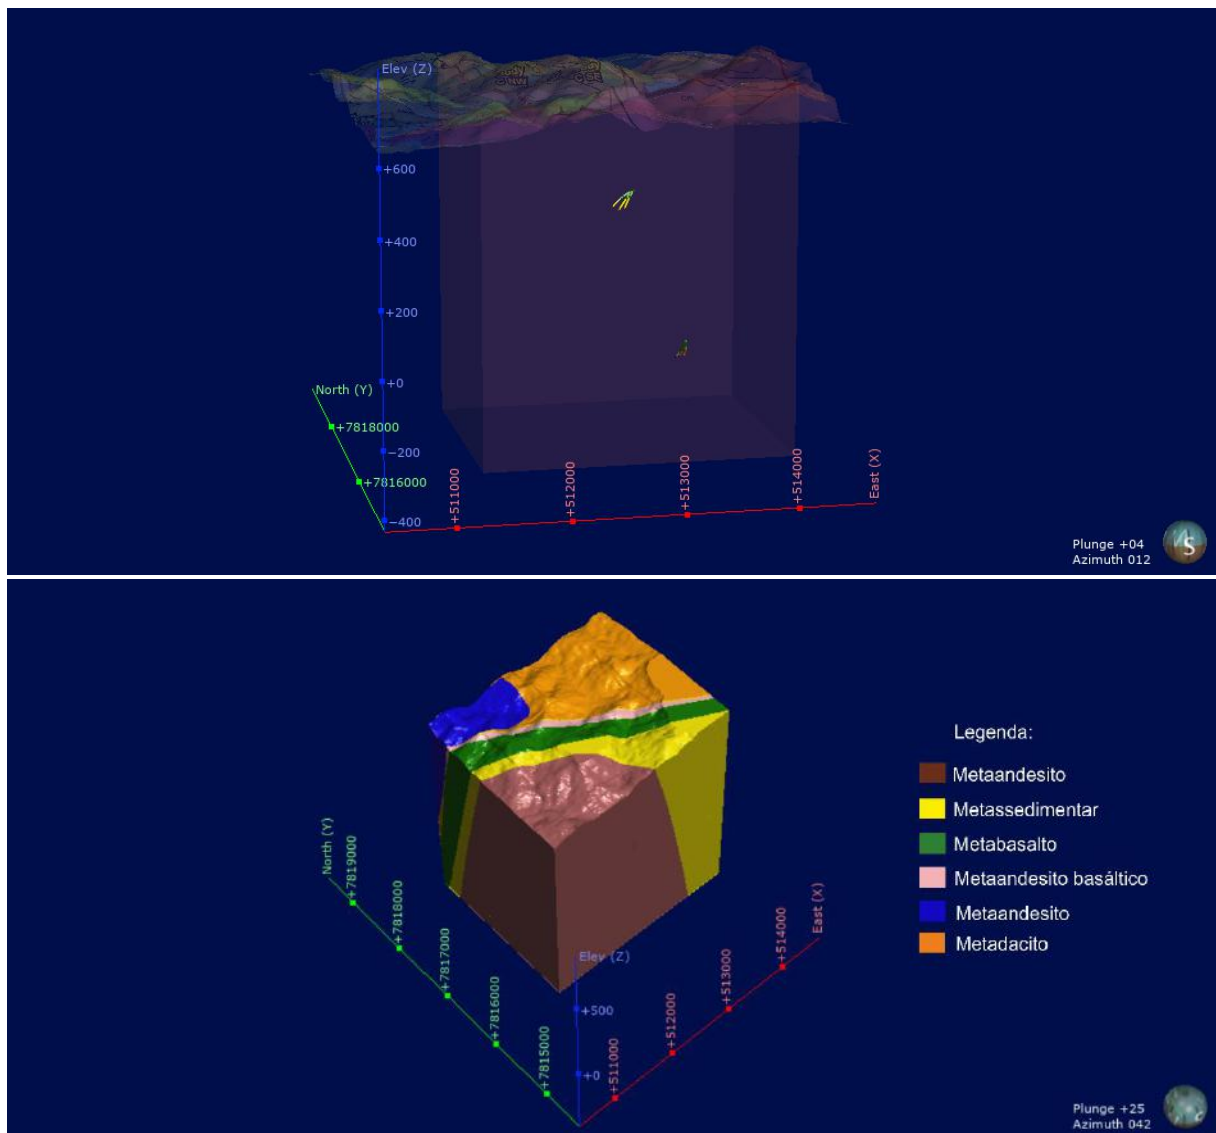 Elev (Z)
+600
+400
+200
+0
North (Y)
+7818000
−200
+7816000
−400
+511000
+512000
+513000
+514000
East (X)
Plunge +04
Azimuth 012
S
Legenda:
Metaandesito
Metassedimentar
Metabasalto
Metaandesito basáltico
Metaandesito
Metadacito
North (Y)
+7819000
+7818000
+7817000
+7816000
+7815000
Elev (Z)
+500
+0
+511000
+512000
+513000
+514000
East (X)
Plunge +25
Azimuth 042